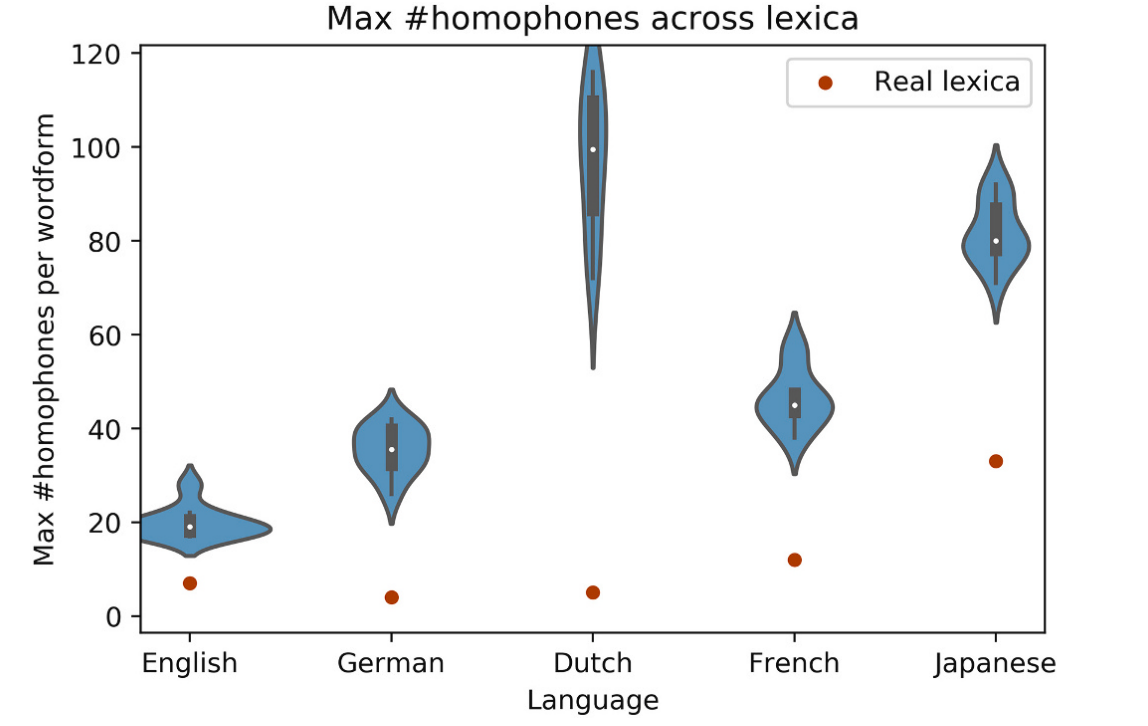 Max #homophones across lexica
Real lexica
Max #homophones per wordform
120
100
80
60
40
20
0
English German Dutch French Japanese
Language